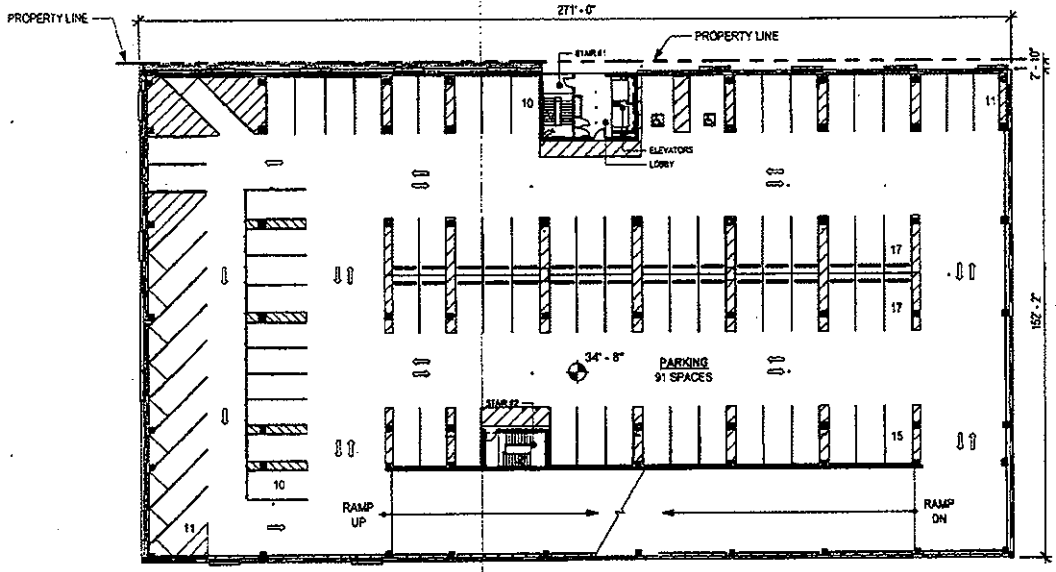 271'- 0"
PROPERTY LINE
PROPERTY LINE
STAIR #1
7'- 10"
10
11
ELEVATORS
LOBBY
17
17
152'- 2"
34'- 8"
PARKING
91 SPACES
STAIR #2
15
10
11
RAMP
UP
RAMP
DN